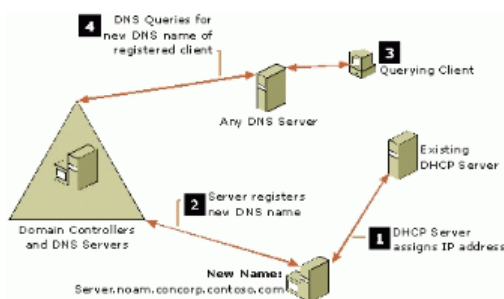 4
DNS Queries for
new DNS name of
registered client
3
Querying Client
Any DNS Server
Existing
DHCP Server
2
Server registers
new DNS name
Domain Controllers
and DNS Servers
1
DHCP Server
assigns IP address
New Name:
Server.noam.concorp.contoso.com